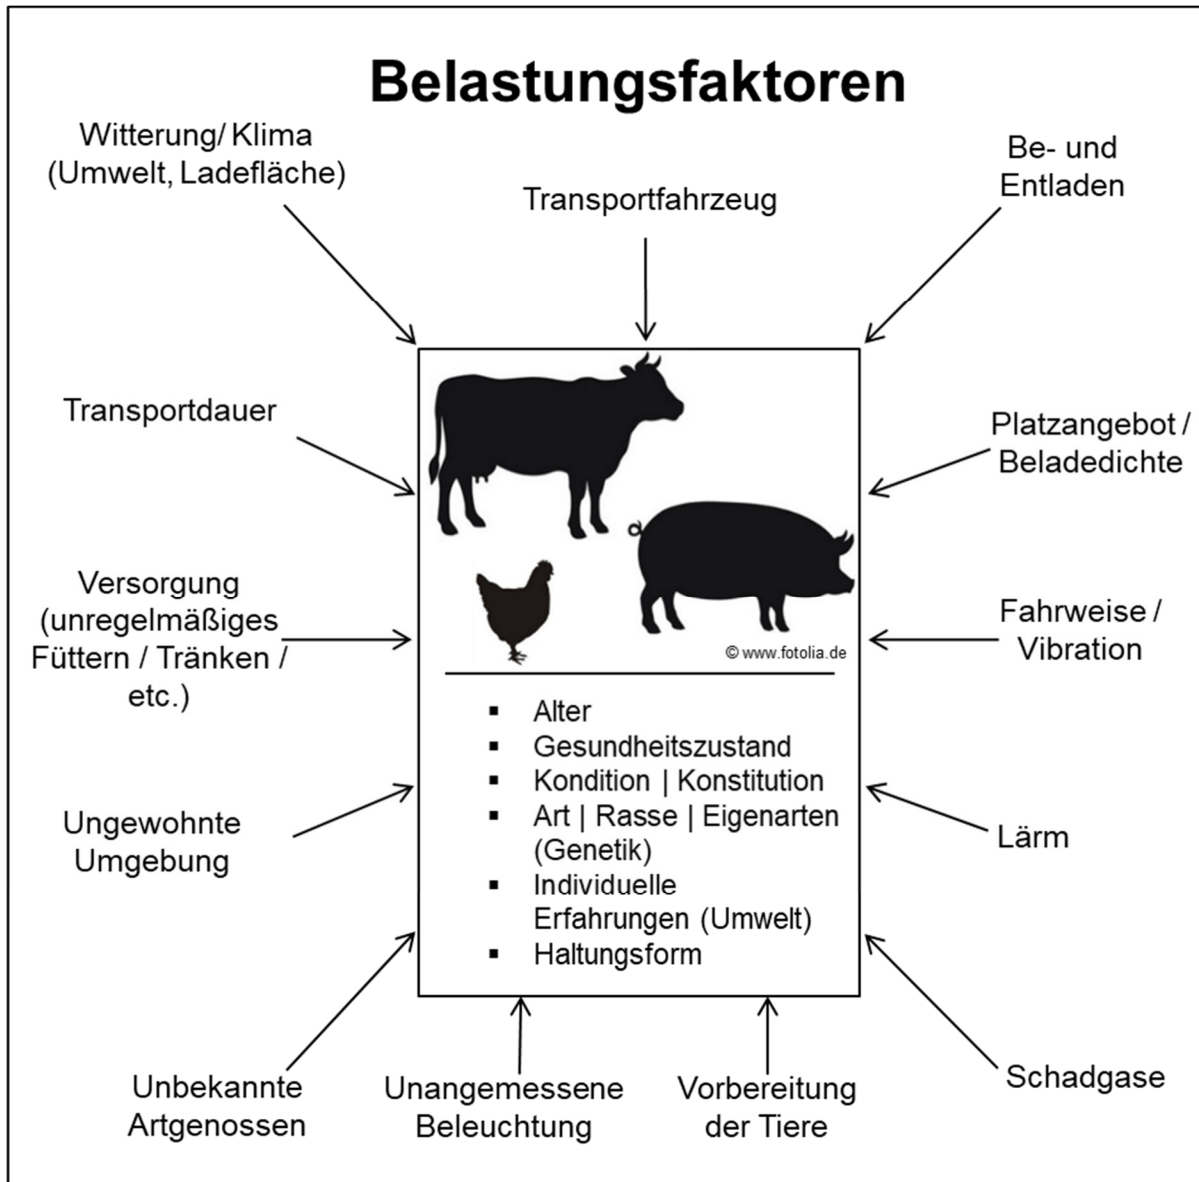 Belastungsfaktoren
Witterung/ Klima
(Umwelt, Ladefläche)
Transportfahrzeug
Be- und
Entladen
Transportdauer
Platzangebot /
Beladedichte
Versorgung
(unregelmäßiges
Füttern / Tränken /
etc.)
Fahrweise /
Vibration
© www.fotolia.de
▪ Alter
▪ Gesundheitszustand
▪ Kondition | Konstitution
▪ Art | Rasse | Eigenarten
(Genetik)
▪ Individuelle
Erfahrungen (Umwelt)
▪ Haltungsform
Ungewohnte
Umgebung
Lärm
Unbekannte
Artgenossen
Unangemessene
Beleuchtung
Vorbereitung
der Tiere
Schadgase